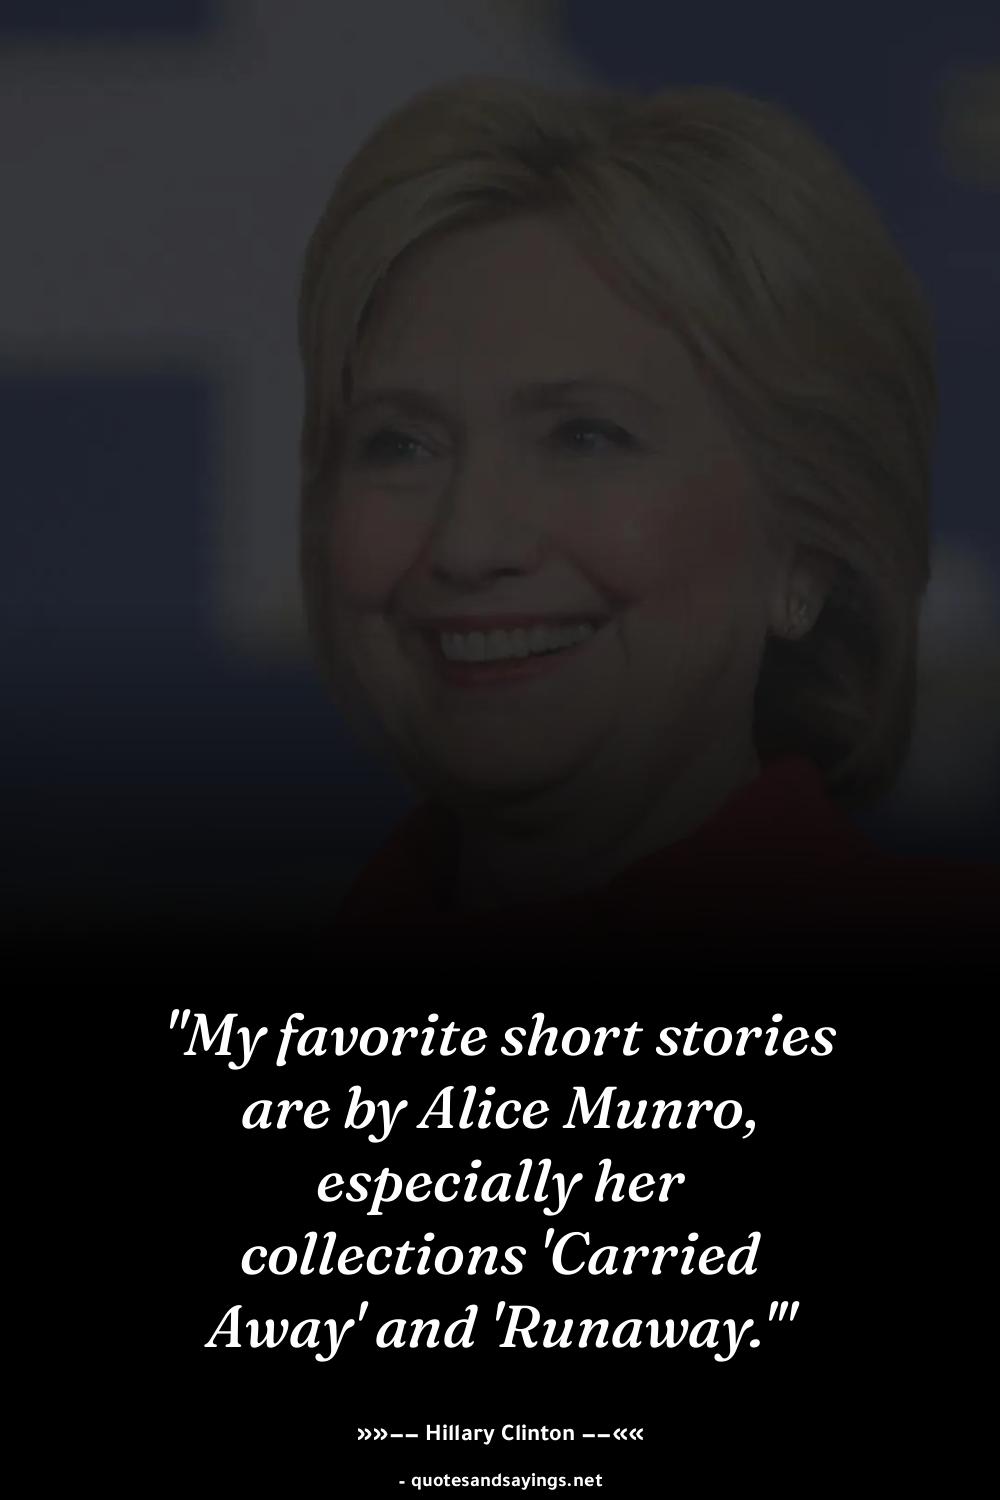 "My favorite short stories
are by Alice Munro,
especially her
collections 'Carried
Away' and 'Runaway.'"
»»–– Hillary Clinton ––««
- quotesandsayings.net